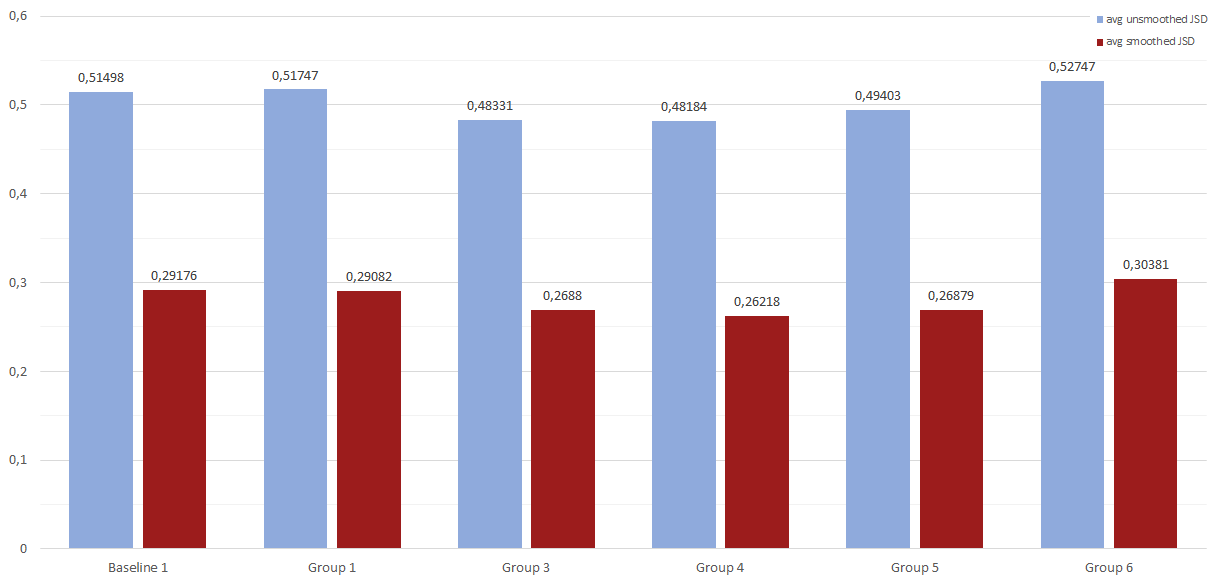 0,6
avg unsmoothed JSD
avg smoothed JSD
0,51498
0,51747
0,48331
0,48184
0,49403
0,52747
0,5
0,4
0,29176
0,29082
0,2688
0,26218
0,26879
0,30381
0,3
0,2
0,1
0
Baseline 1
Group 1
Group 3
Group 4
Group 5
Group 6